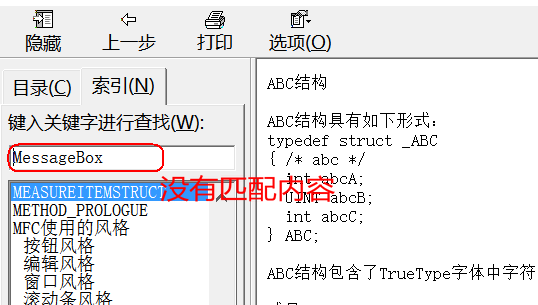 隐藏 上一步 打印 选项(O)
目录(C) 索引(N)
键入关键字进行查找(W):
MessageBox
没有匹配内容
MEASUREITEMSTRUCT
METHOD_PROLOGUE
MFC使用的风格
按钮风格
编辑风格
窗口风格
滚动条风格
ABC结构
ABC结构具有如下形式：
typedef struct _ABC
{ /* abc */
int abcA;
UINT abcB;
int abcC;
} ABC;
ABC结构包含了TrueType字体中字符